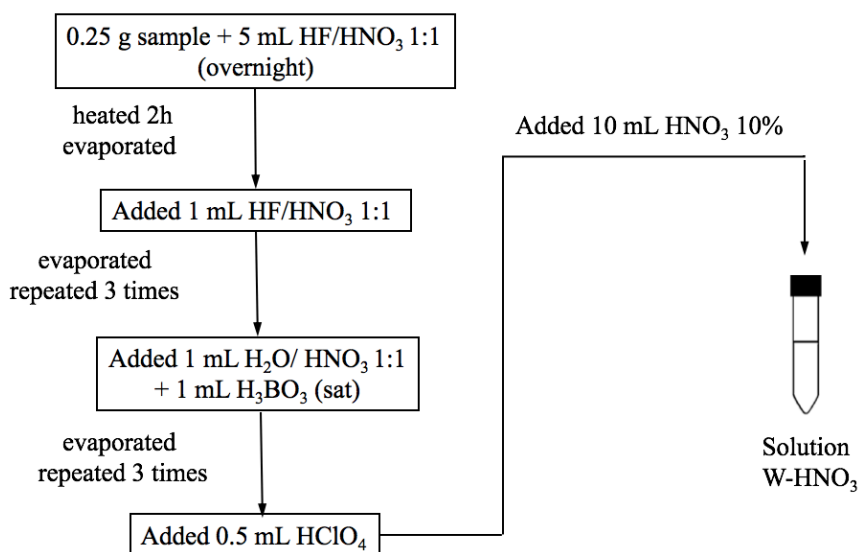 0.25 g sample + 5 mL HF/HNO₃ 1:1
(overnight)
heated 2h
evaporated
Added 1 mL HF/HNO₃ 1:1
evaporated
repeated 3 times
Added 1 mL H₂O/ HNO₃ 1:1
+ 1 mL H₃BO₃ (sat)
evaporated
repeated 3 times
Added 0.5 mL HClO₄
Added 10 mL HNO₃ 10%
Solution
W-HNO₃